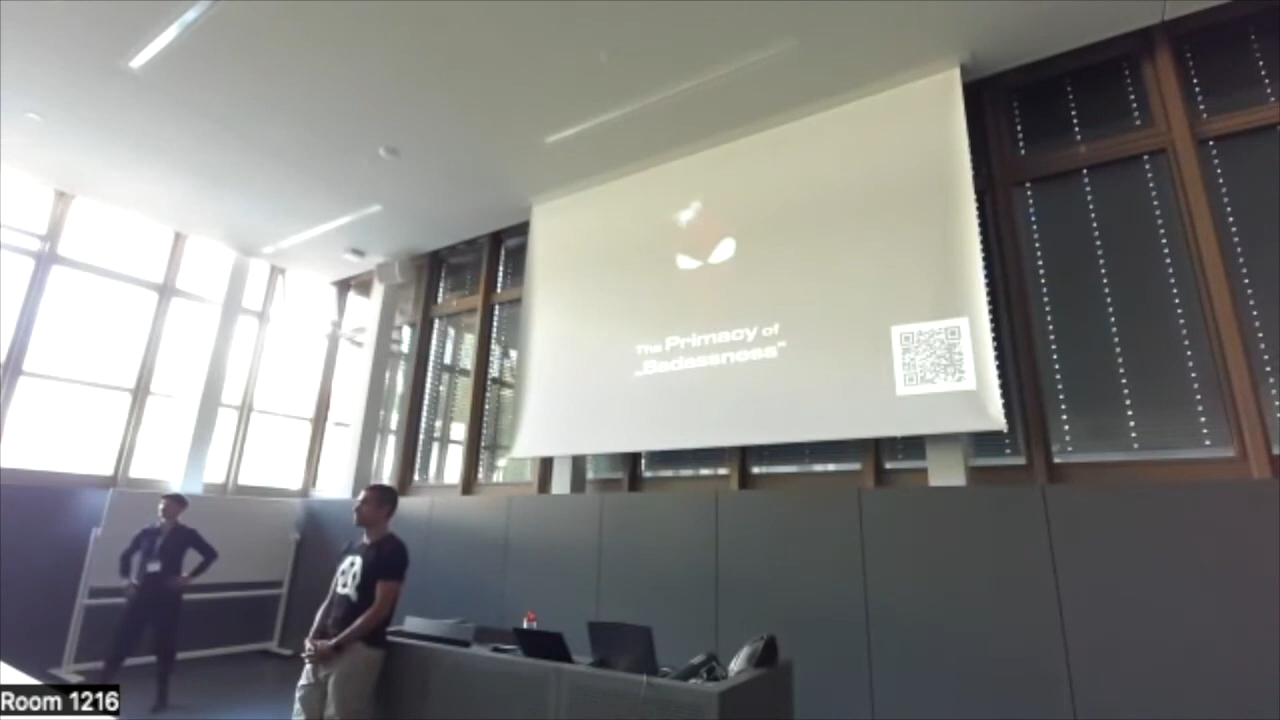 The Primacy of
„Badassness“
Room 1216